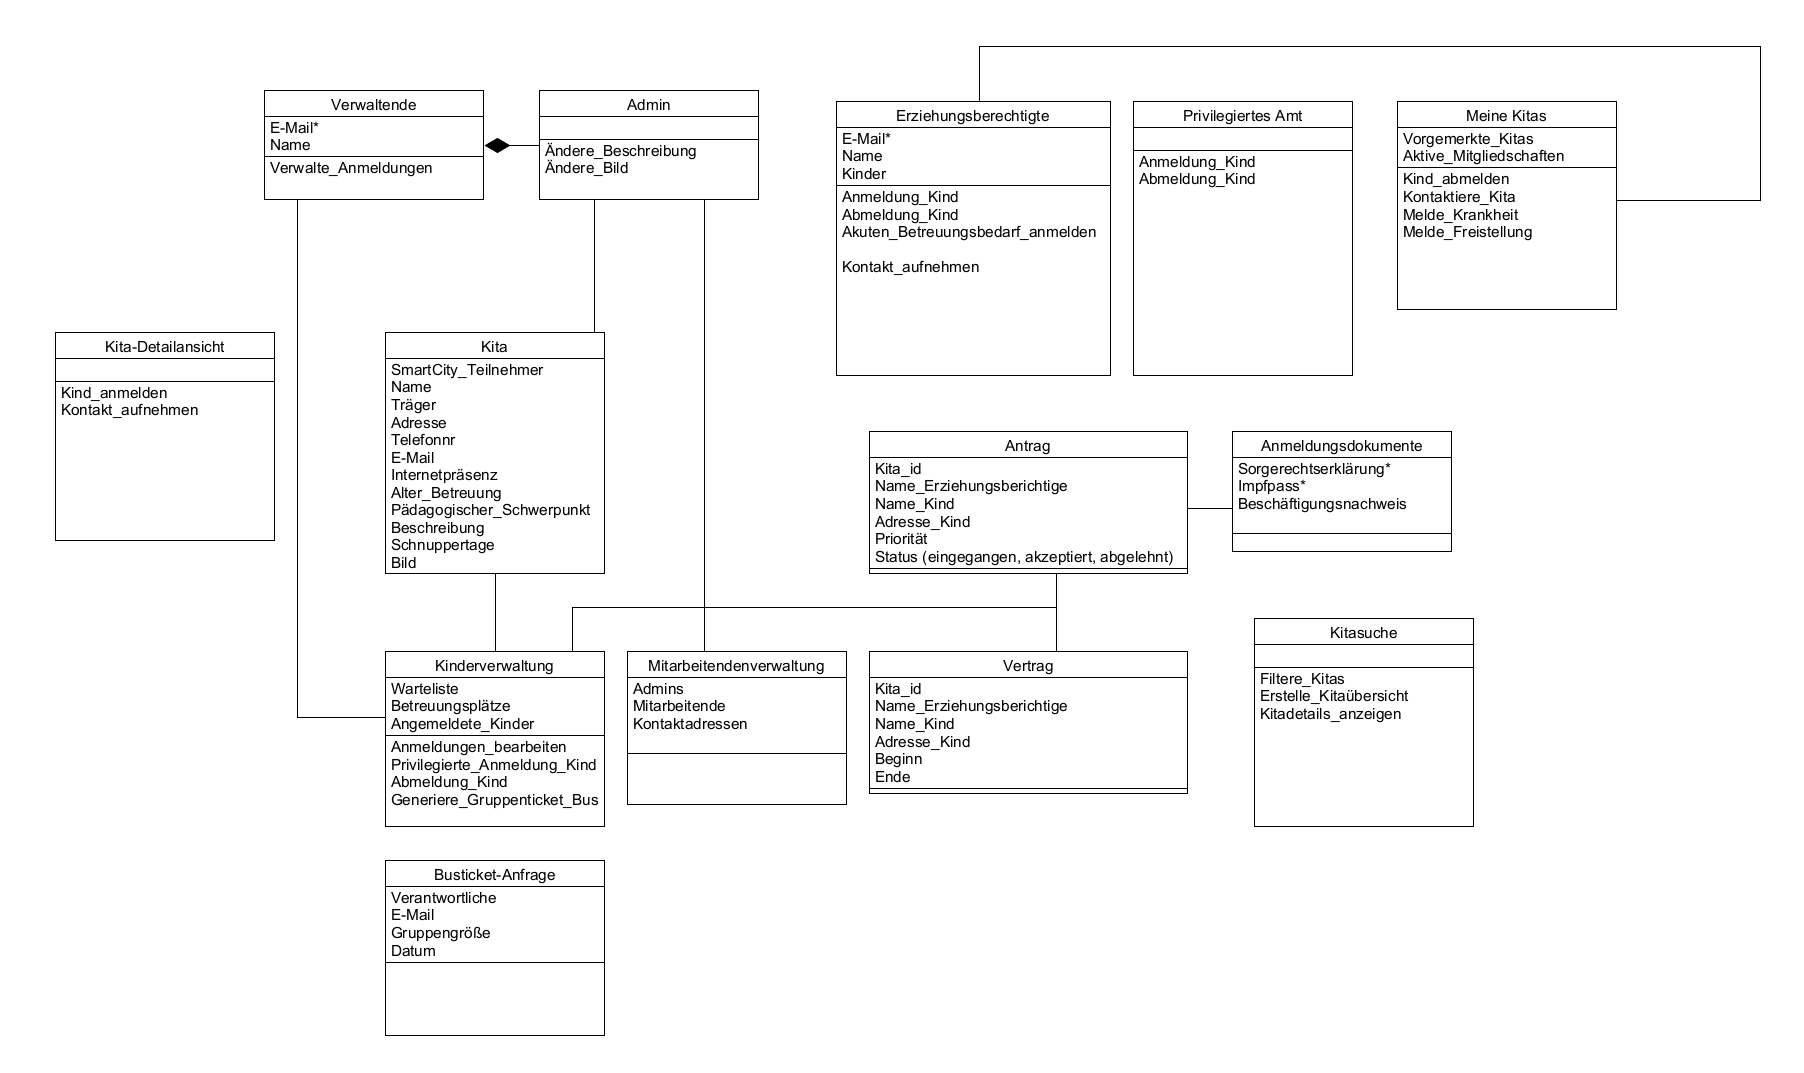 Verwaltende
E-Mail*
Name
Verwalte_Anmeldungen
Admin
Ändere_Beschreibung
Ändere_Bild
Erziehungsberechtigte
E-Mail*
Name
Kinder
Anmeldung_Kind
Abmeldung_Kind
Akuten_Betreuungsbedarf_anmelden
Kontakt_aufnehmen
Privilegiertes Amt
Anmeldung_Kind
Abmeldung_Kind
Meine Kitas
Vorgemerkte_Kitas
Aktive_Mitgliedschaften
Kind_abmelden
Kontaktiere_Kita
Melde_Krankheit
Melde_Freistellung
Kita-Detailansicht
Kind_anmelden
Kontakt_aufnehmen
Kita
SmartCity_Teilnehmer
Name
Träger
Adresse
Telefonnr
E-Mail
Internetpräsenz
Alter_Betreuung
Pädagogischer_Schwerpunkt
Beschreibung
Schnuppertage
Bild
Antrag
Kita_id
Name_Erziehungsberichtige
Name_Kind
Adresse_Kind
Priorität
Status (eingegangen, akzeptiert, abgelehnt)
Anmeldungsdokumente
Sorgerechtserklärung*
Impfpass*
Beschäftigungsnachweis
Kinderverwaltung
Warteliste
Betreuungsplätze
Angemeldete_Kinder
Anmeldungen_bearbeiten
Privilegierte_Anmeldung_Kind
Abmeldung_Kind
Generiere_Gruppenticket_Bus
Mitarbeitendenverwaltung
Admins
Mitarbeitende
Kontaktadressen
Vertrag
Kita_id
Name_Erziehungsberichtige
Name_Kind
Adresse_Kind
Beginn
Ende
Kitasuche
Filtere_Kitas
Erstelle_Kitaübersicht
Kitadetails_anzeigen
Busticket-Anfrage
Verantwortliche
E-Mail
Gruppengröße
Datum